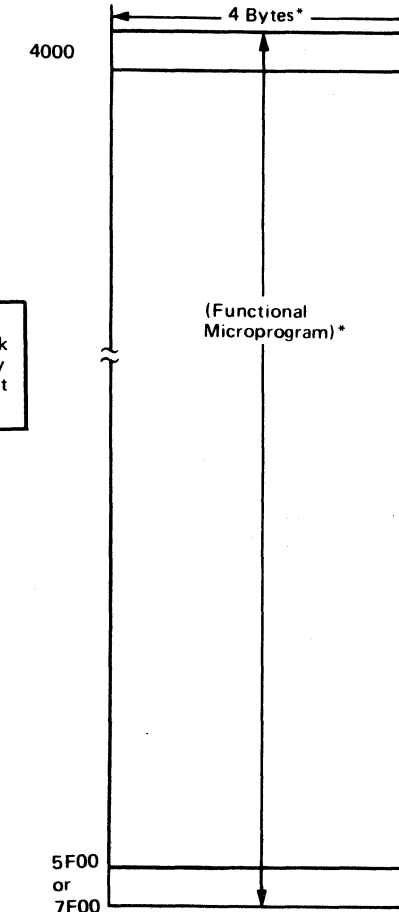 4 Bytes*
4000
(Functional
Microprogram)*
k
y
t
5F00
or
7F00